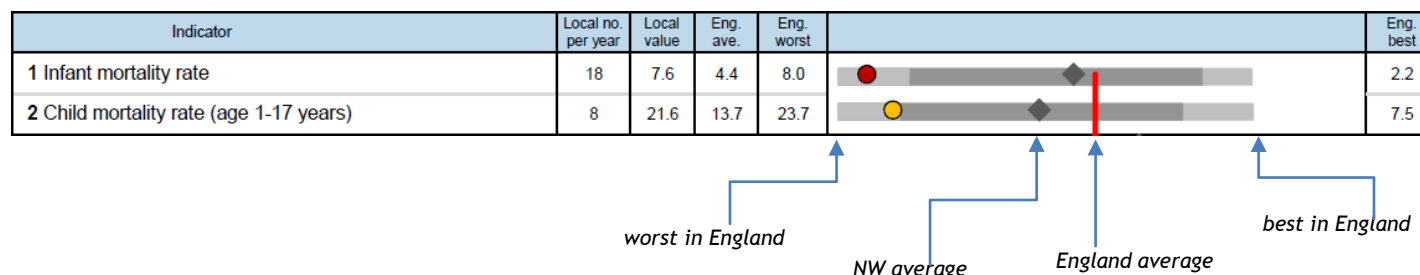 Indicator
Local no. per year
Local value
Eng. ave.
Eng. worst
Eng. best
1 Infant mortality rate 18 7.6 4.4 8.0 2.2
2 Child mortality rate (age 1-17 years) 8 21.6 13.7 23.7 7.5
worst in England
NW average
England average
best in England